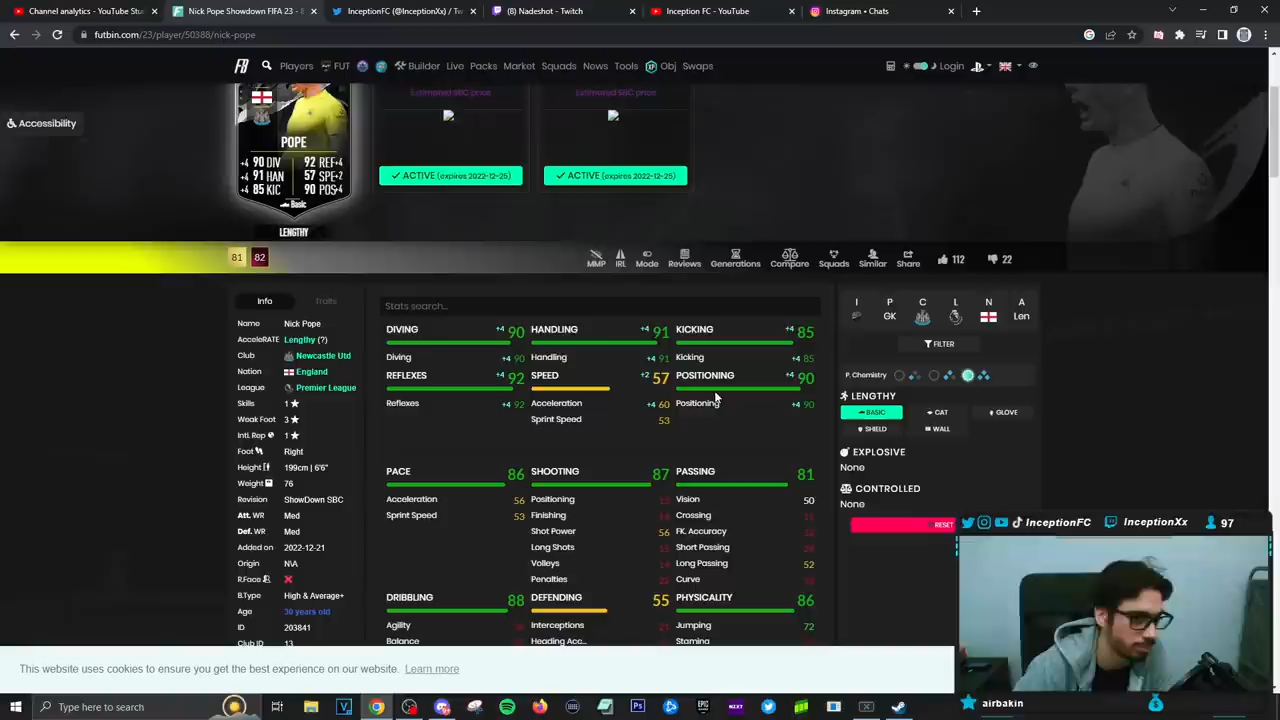 Channel analytics - YouTube Stu
Nick Pope Showdown FIFA 23 - 8
InceptionFC (@InceptionXx) / Tw
(8) Nadeshot - Twitch
Inception FC - YouTube
Instagram • Chats
futbin.com/23/player/50388/nick-pope
FB Players FUT Builder Live Packs Market Squads News Tools Obj Swaps Login
Estimated SBC price Estimated SBC price
Accessibility
POPE
+4 90 DIV 92 REF+4
+4 91 HAN 57 SPE+2
+4 85 KIC 90 POS+4
Basic
LENGTHY
ACTIVE (expires 2022-12-25) ACTIVE (expires 2022-12-25)
81 82
MMP IRL Mode Reviews Generations Compare Squads Similar Share 112 22
Info Traits
Name Nick Pope
AcceleRATE Lengthy (?)
Club Newcastle Utd
Nation England
League Premier League
Skills 1
Weak Foot 3
Intl. Rep 1
Foot Right
Height 199cm | 6'6"
Weight 76
Revision ShowDown SBC
Att. WR Med
Def. WR Med
Added on 2022-12-21
Origin N\A
R.Face
B.Type High & Average+
Age 30 years old
ID 203841
Club ID 13
Stats search...
DIVING +4 90 HANDLING +4 91 KICKING +4 85
Diving +4 90 Handling +4 91 Kicking +4 85
REFLEXES +4 92 SPEED +2 57 POSITIONING +4 90
Reflexes +4 92 Acceleration +4 60 Positioning +4 90
Sprint Speed 53
PACE 86 SHOOTING 87 PASSING 81
Acceleration 56 Positioning Vision 50
Sprint Speed 53 Finishing Crossing
Shot Power 56 FK. Accuracy
Long Shots Short Passing
Volleys Long Passing 52
Penalties Curve
DRIBBLING 88 DEFENDING 55 PHYSICALITY 86
Agility Interceptions Jumping 72
Balance Heading Acc... Stamina
I P C L N A
GK Len
FILTER
P. Chemistry
LENGTHY
BASIC CAT GLOVE
SHIELD WALL
EXPLOSIVE
None
CONTROLLED
None
RESET
InceptionFC InceptionXx 97
This website uses cookies to ensure you get the best experience on our website. Learn more
airbakin
Type here to search